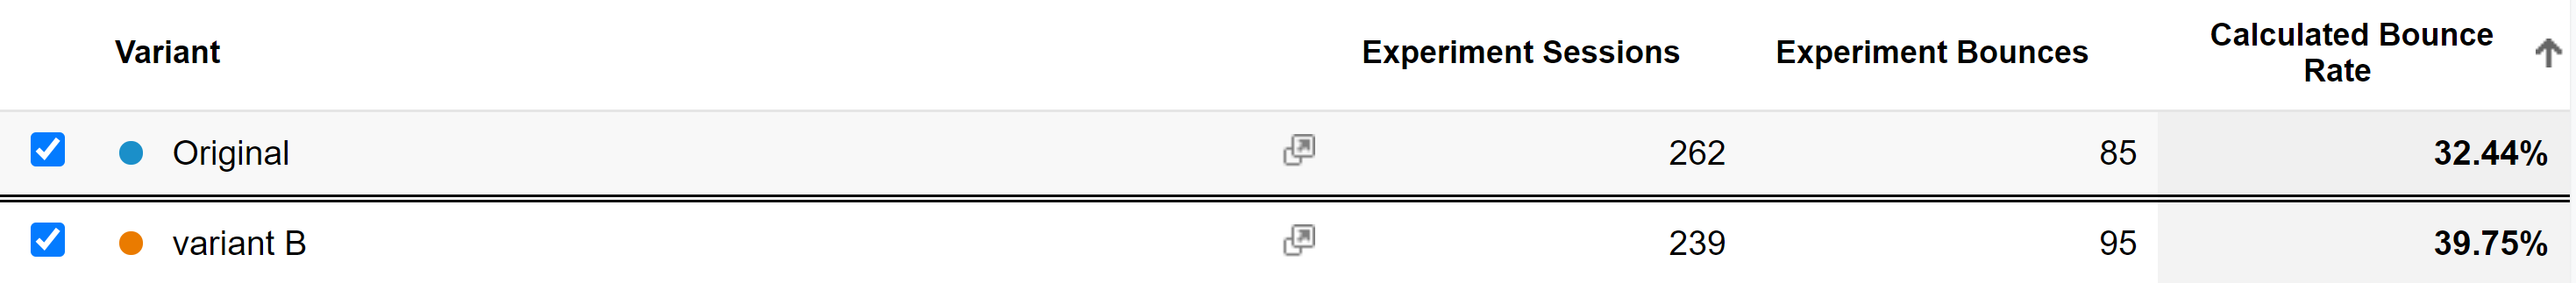 Variant Experiment Sessions Experiment Bounces Calculated Bounce Rate
Original 262 85 32.44%
variant B 239 95 39.75%